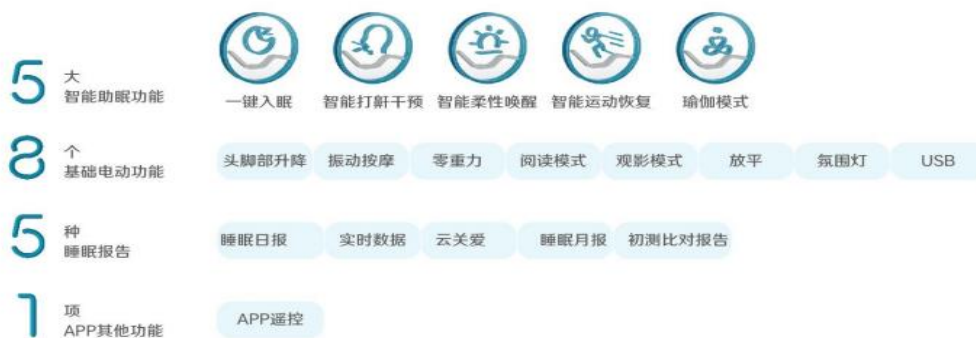 5 大
智能助眠功能
一键入眠 智能打鼾干预 智能柔性唤醒 智能运动恢复 瑜伽模式
8 个
基础电动功能
头脚部升降 振动按摩 零重力 阅读模式 观影模式 放平 氛围灯 USB
5 种
睡眠报告
睡眠日报 实时数据 云关爱 睡眠月报 初测比对报告
1 项
APP其他功能
APP遥控